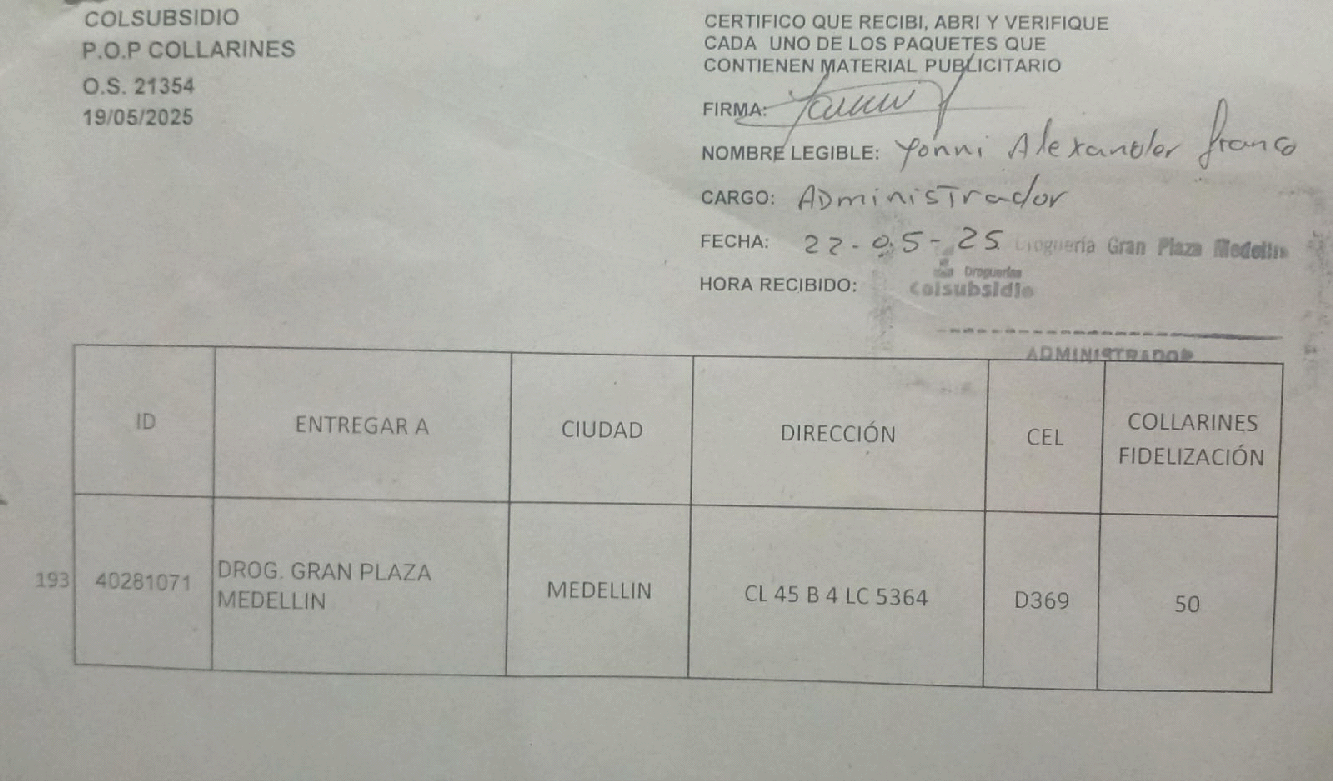 COLSUBSIDIO
P.O.P COLLARINES
O.S. 21354
19/05/2025
CERTIFICO QUE RECIBI, ABRI Y VERIFIQUE
CADA UNO DE LOS PAQUETES QUE
CONTIENEN MATERIAL PUBLICITARIO
FIRMA:
NOMBRE LEGIBLE: Yonni Alexander franco
CARGO: ADministrador
FECHA: 22-05-25 Droguería Gran Plaza Medellin
Droguerías
HORA RECIBIDO: Colsubsidio
ADMINISTRADOR
ID ENTREGAR A CIUDAD DIRECCIÓN CEL COLLARINES
FIDELIZACIÓN
193 40281071 DROG. GRAN PLAZA MEDELLIN CL 45 B 4 LC 5364 D369 50
MEDELLIN